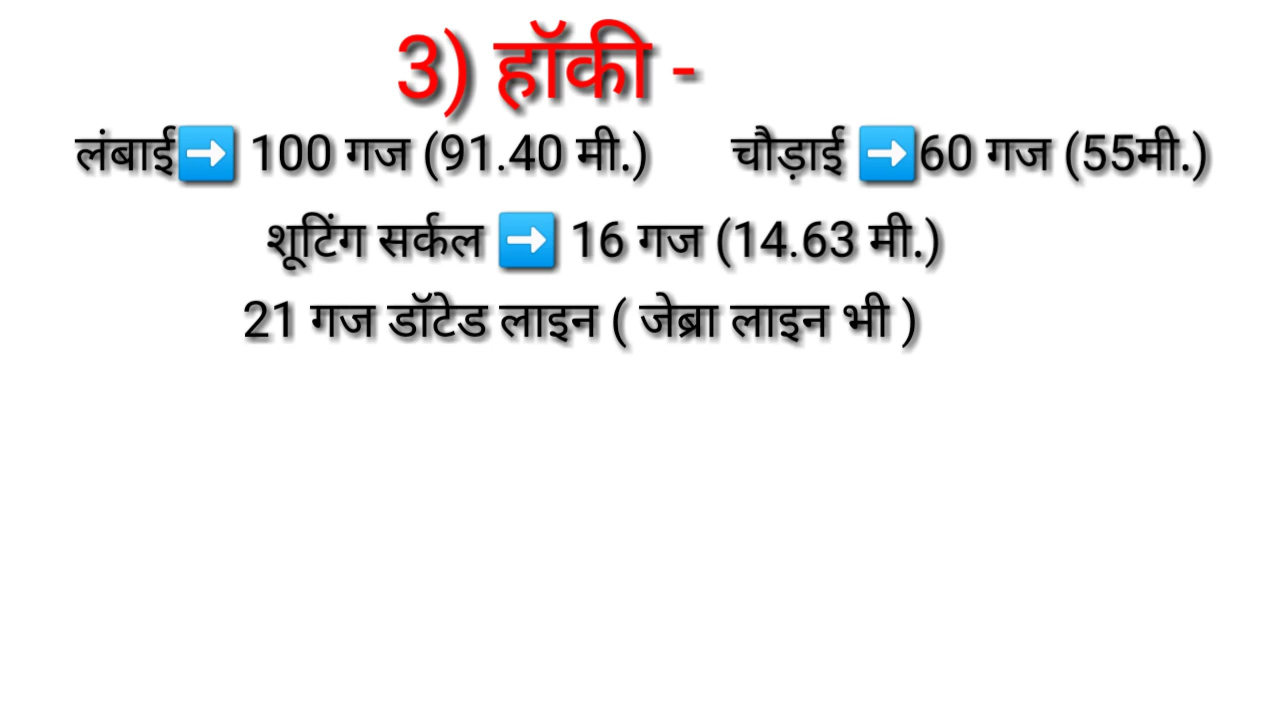 3) हॉकी -
लंबाई➡️ 100 गज (91.40 मी.) चौड़ाई ➡️60 गज (55मी.)
शूटिंग सर्कल ➡️ 16 गज (14.63 मी.)
21 गज डॉटेड लाइन ( जेब्रा लाइन भी )